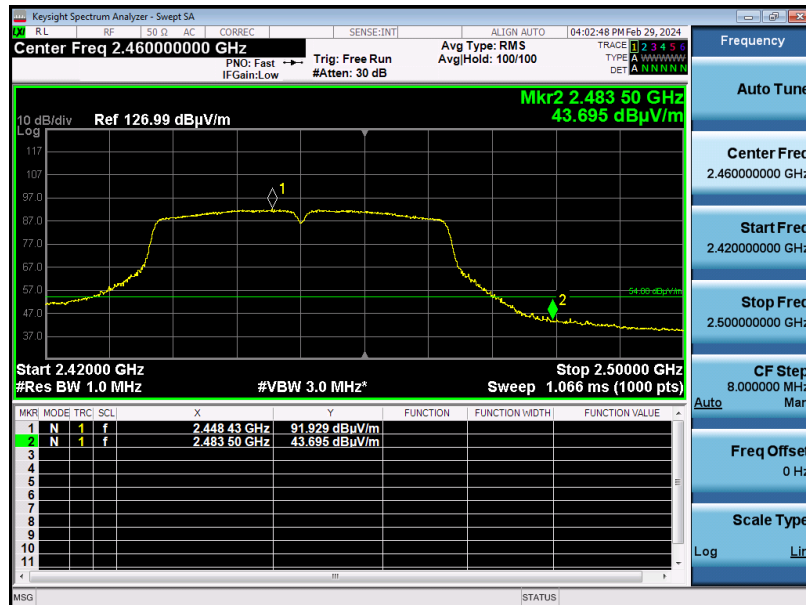 Keysight Spectrum Analyzer - Swept SA
LXI RL RF 50 Ω AC CORREC SENSE:INT ALIGN AUTO 04:02:48 PM Feb 29, 2024
Center Freq 2.460000000 GHz
PNO: Fast
IFGain:Low
Trig: Free Run
#Atten: 30 dB
Avg Type: RMS
Avg|Hold: 100/100
TRACE 1 2 3 4 5 6
TYPE A WWWWW
DET A N N N N N
Mkr2 2.483 50 GHz
43.695 dBµV/m
10 dB/div Ref 126.99 dBµV/m
Log
117
107
97.0
87.0
77.0
67.0
57.0
47.0
37.0
1
54.00 dBµV/m
2
Start 2.42000 GHz Stop 2.50000 GHz
#Res BW 1.0 MHz #VBW 3.0 MHz* Sweep 1.066 ms (1000 pts)
MKR MODE TRC SCL X Y FUNCTION FUNCTION WIDTH FUNCTION VALUE
1 N 1 f 2.448 43 GHz 91.929 dBµV/m
2 N 1 f 2.483 50 GHz 43.695 dBµV/m
3
4
5
6
7
8
9
10
11
MSG STATUS
Frequency
Auto Tune
Center Freq
2.460000000 GHz
Start Freq
2.420000000 GHz
Stop Freq
2.500000000 GHz
CF Step
8.000000 MHz
Auto Man
Freq Offset
0 Hz
Scale Type
Log Lin